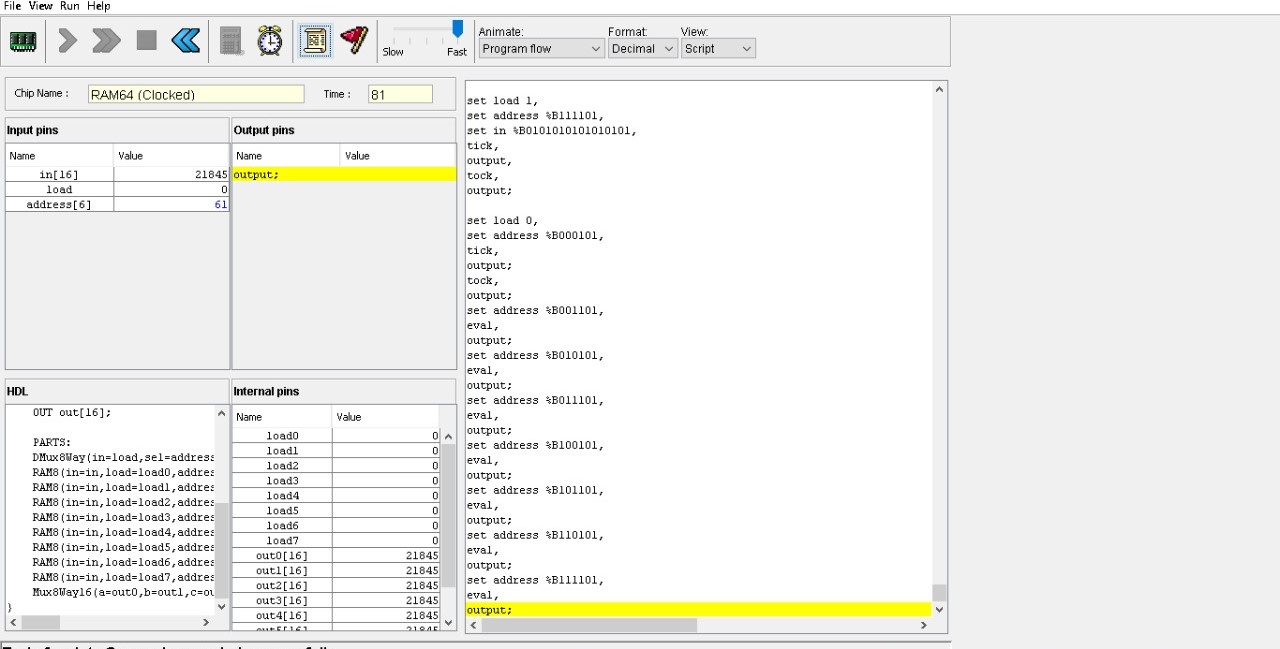 File View Run Help
Slow Fast
Animate: Format: View:
Program flow Decimal Script
Chip Name : RAM64 (Clocked) Time : 81
Input pins
Name Value
in[16] 21845
load 0
address[6] 61
Output pins
Name Value
output;
HDL
OUT out[16];
PARTS:
DMux8Way(in=load,sel=address
RAM8(in=in,load=load0,addres
RAM8(in=in,load=load1,addres
RAM8(in=in,load=load2,addres
RAM8(in=in,load=load3,addres
RAM8(in=in,load=load4,addres
RAM8(in=in,load=load5,addres
RAM8(in=in,load=load6,addres
RAM8(in=in,load=load7,addres
Mux8Way16(a=out0,b=out1,c=ou
}
Internal pins
Name Value
load0 0
load1 0
load2 0
load3 0
load4 0
load5 0
load6 0
load7 0
out0[16] 21845
out1[16] 21845
out2[16] 21845
out3[16] 21845
out4[16] 21845
out5[16] 21845
set load 1,
set address %B111101,
set in %B0101010101010101,
tick,
output,
tock,
output;
set load 0,
set address %B000101,
tick,
output;
tock,
output;
set address %B001101,
eval,
output;
set address %B010101,
eval,
output;
set address %B011101,
eval,
output;
set address %B100101,
eval,
output;
set address %B101101,
eval,
output;
set address %B110101,
eval,
output;
set address %B111101,
eval,
output;